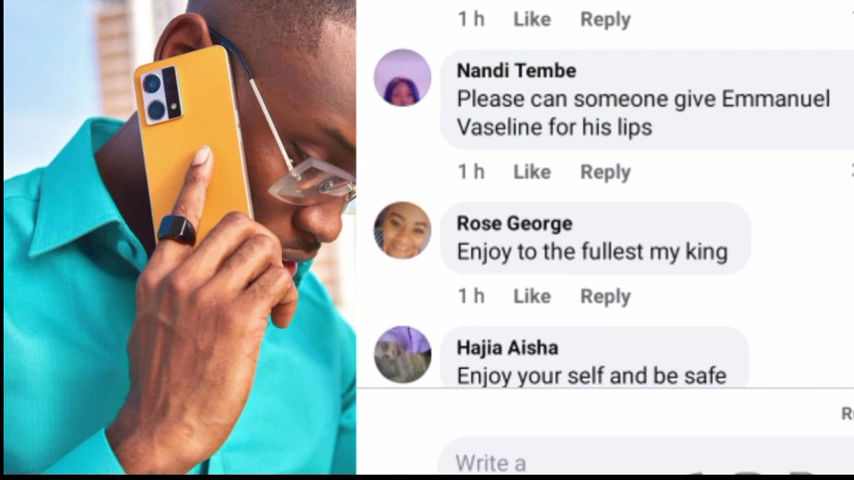 1 h Like Reply
Nandi Tembe
Please can someone give Emmanuel
Vaseline for his lips
1 h Like Reply
Rose George
Enjoy to the fullest my king
1 h Like Reply
Hajia Aisha
Enjoy your self and be safe
Write a